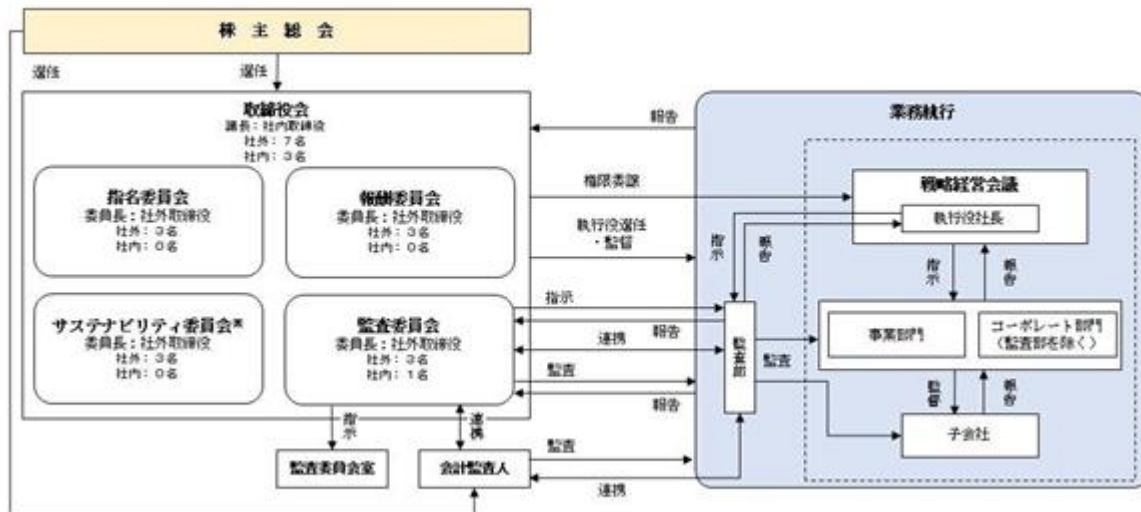 株主総会
選任
選任
取締役会
議長：社内取締役
社外：７名
社内：３名
指名委員会
委員長：社外取締役
社外：３名
社内：０名
報酬委員会
委員長：社外取締役
社外：３名
社内：０名
サステナビリティ委員会※
委員長：社外取締役
社外：３名
社内：０名
監査委員会
委員長：社外取締役
社外：３名
社内：１名
指示
連携
監査委員会室
会計監査人
報告
権限委譲
執行役選任
・監督
指示
報告
連携
監査
報告
監査
連携
業務執行
戦略経営会議
執行役社長
指示
報告
指示
報告
監査部
監査
事業部門
コーポレート部門
（監査部を除く）
監督
報告
子会社